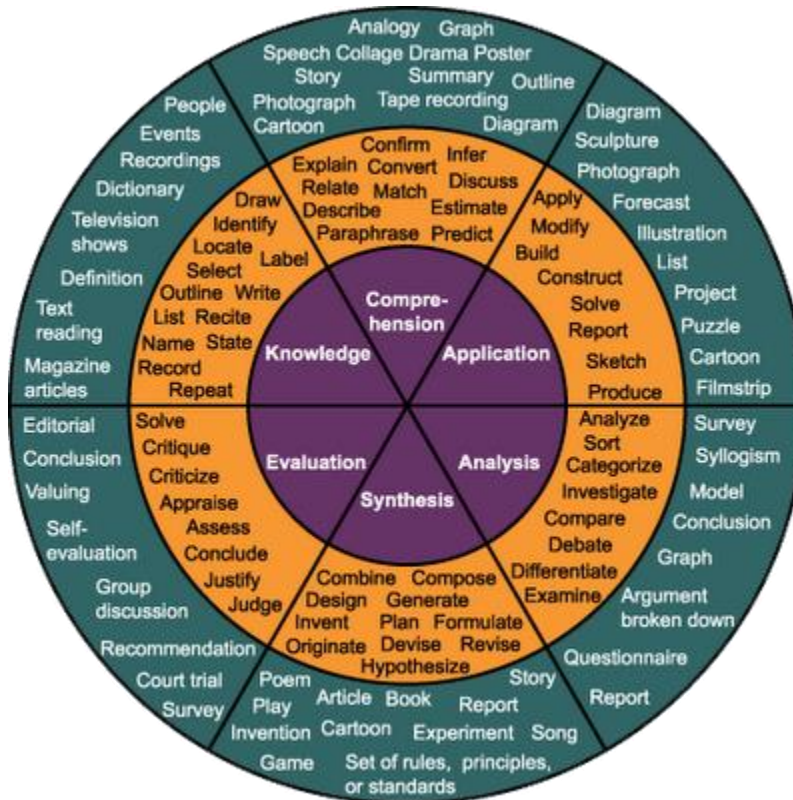 Analogy Graph
Speech Collage Drama Poster
Story Summary Outline
Photograph Tape recording
Cartoon Diagram
Confirm
Explain Convert Infer
Relate Match Discuss
Describe Estimate
Paraphrase Predict
Compre-
hension
Diagram
Sculpture
Photograph
Forecast
Illustration
List
Project
Puzzle
Cartoon
Filmstrip
Apply
Modify
Build
Construct
Solve
Report
Sketch
Produce
Application
Survey
Syllogism
Model
Conclusion
Graph
Argument
broken down
Questionnaire
Report
Analyze
Sort
Categorize
Investigate
Compare
Debate
Differentiate
Examine
Analysis
Synthesis
Combine Compose
Design Generate
Invent Plan Formulate
Originate Devise Revise
Hypothesize
Poem Story
Play Article Book Report
Invention Cartoon Experiment Song
Game Set of rules, principles,
or standards
Evaluation
Solve
Critique
Criticize
Appraise
Assess
Conclude
Justify
Judge
Editorial
Conclusion
Valuing
Self-
evaluation
Group
discussion
Recommendation
Court trial
Survey
Knowledge
Draw
Identify
Locate Label
Select
Outline Write
List Recite
Name State
Record
Repeat
People
Events
Recordings
Dictionary
Television
shows
Definition
Text
reading
Magazine
articles